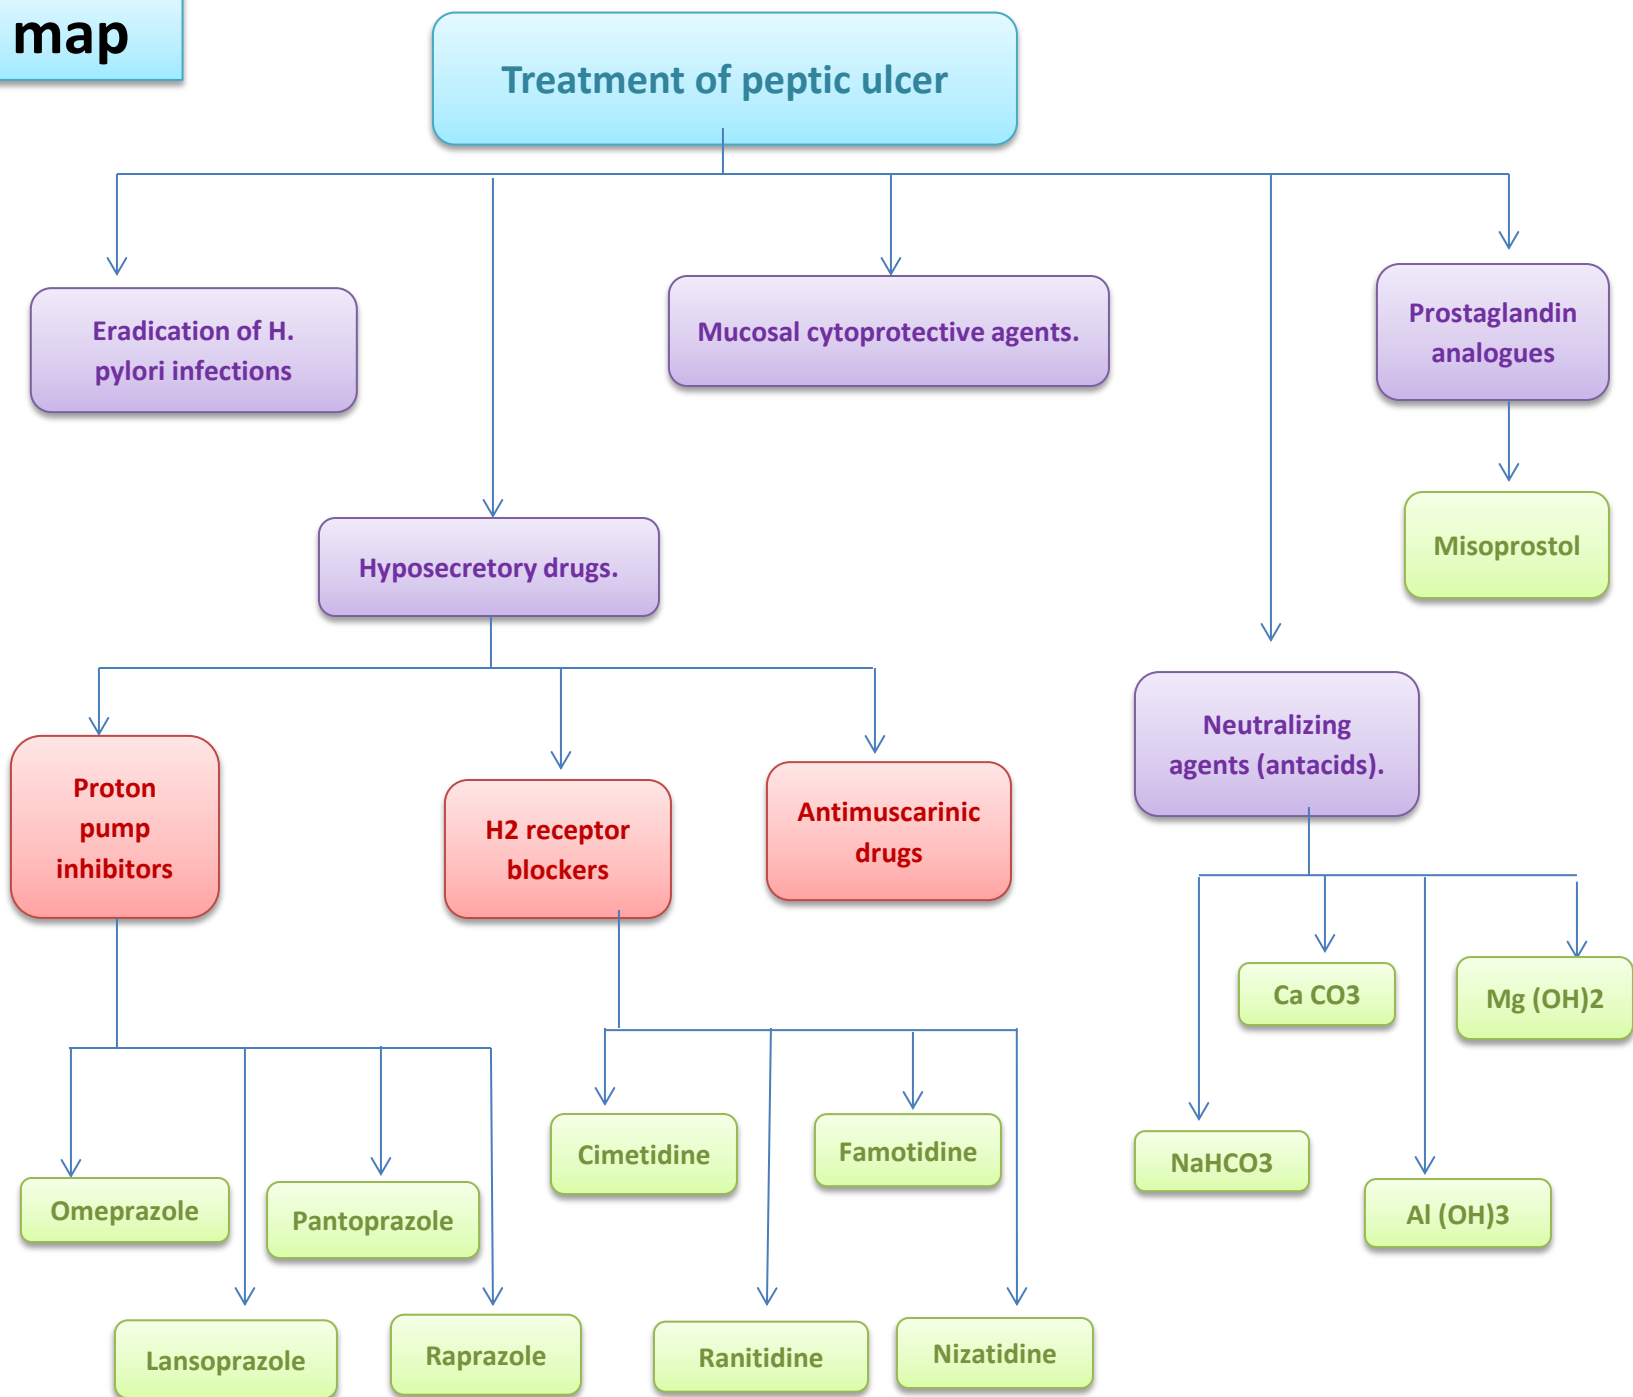 map
Treatment of peptic ulcer
Eradication of H.
pylori infections
Mucosal cytoprotective agents.
Prostaglandin
analogues
Misoprostol
Hyposecretory drugs.
Neutralizing
agents (antacids).
Proton
pump
inhibitors
H2 receptor
blockers
Antimuscarinic
drugs
Ca CO3
Mg (OH)2
NaHCO3
Al (OH)3
Cimetidine
Famotidine
Omeprazole
Pantoprazole
Lansoprazole
Raprazole
Ranitidine
Nizatidine